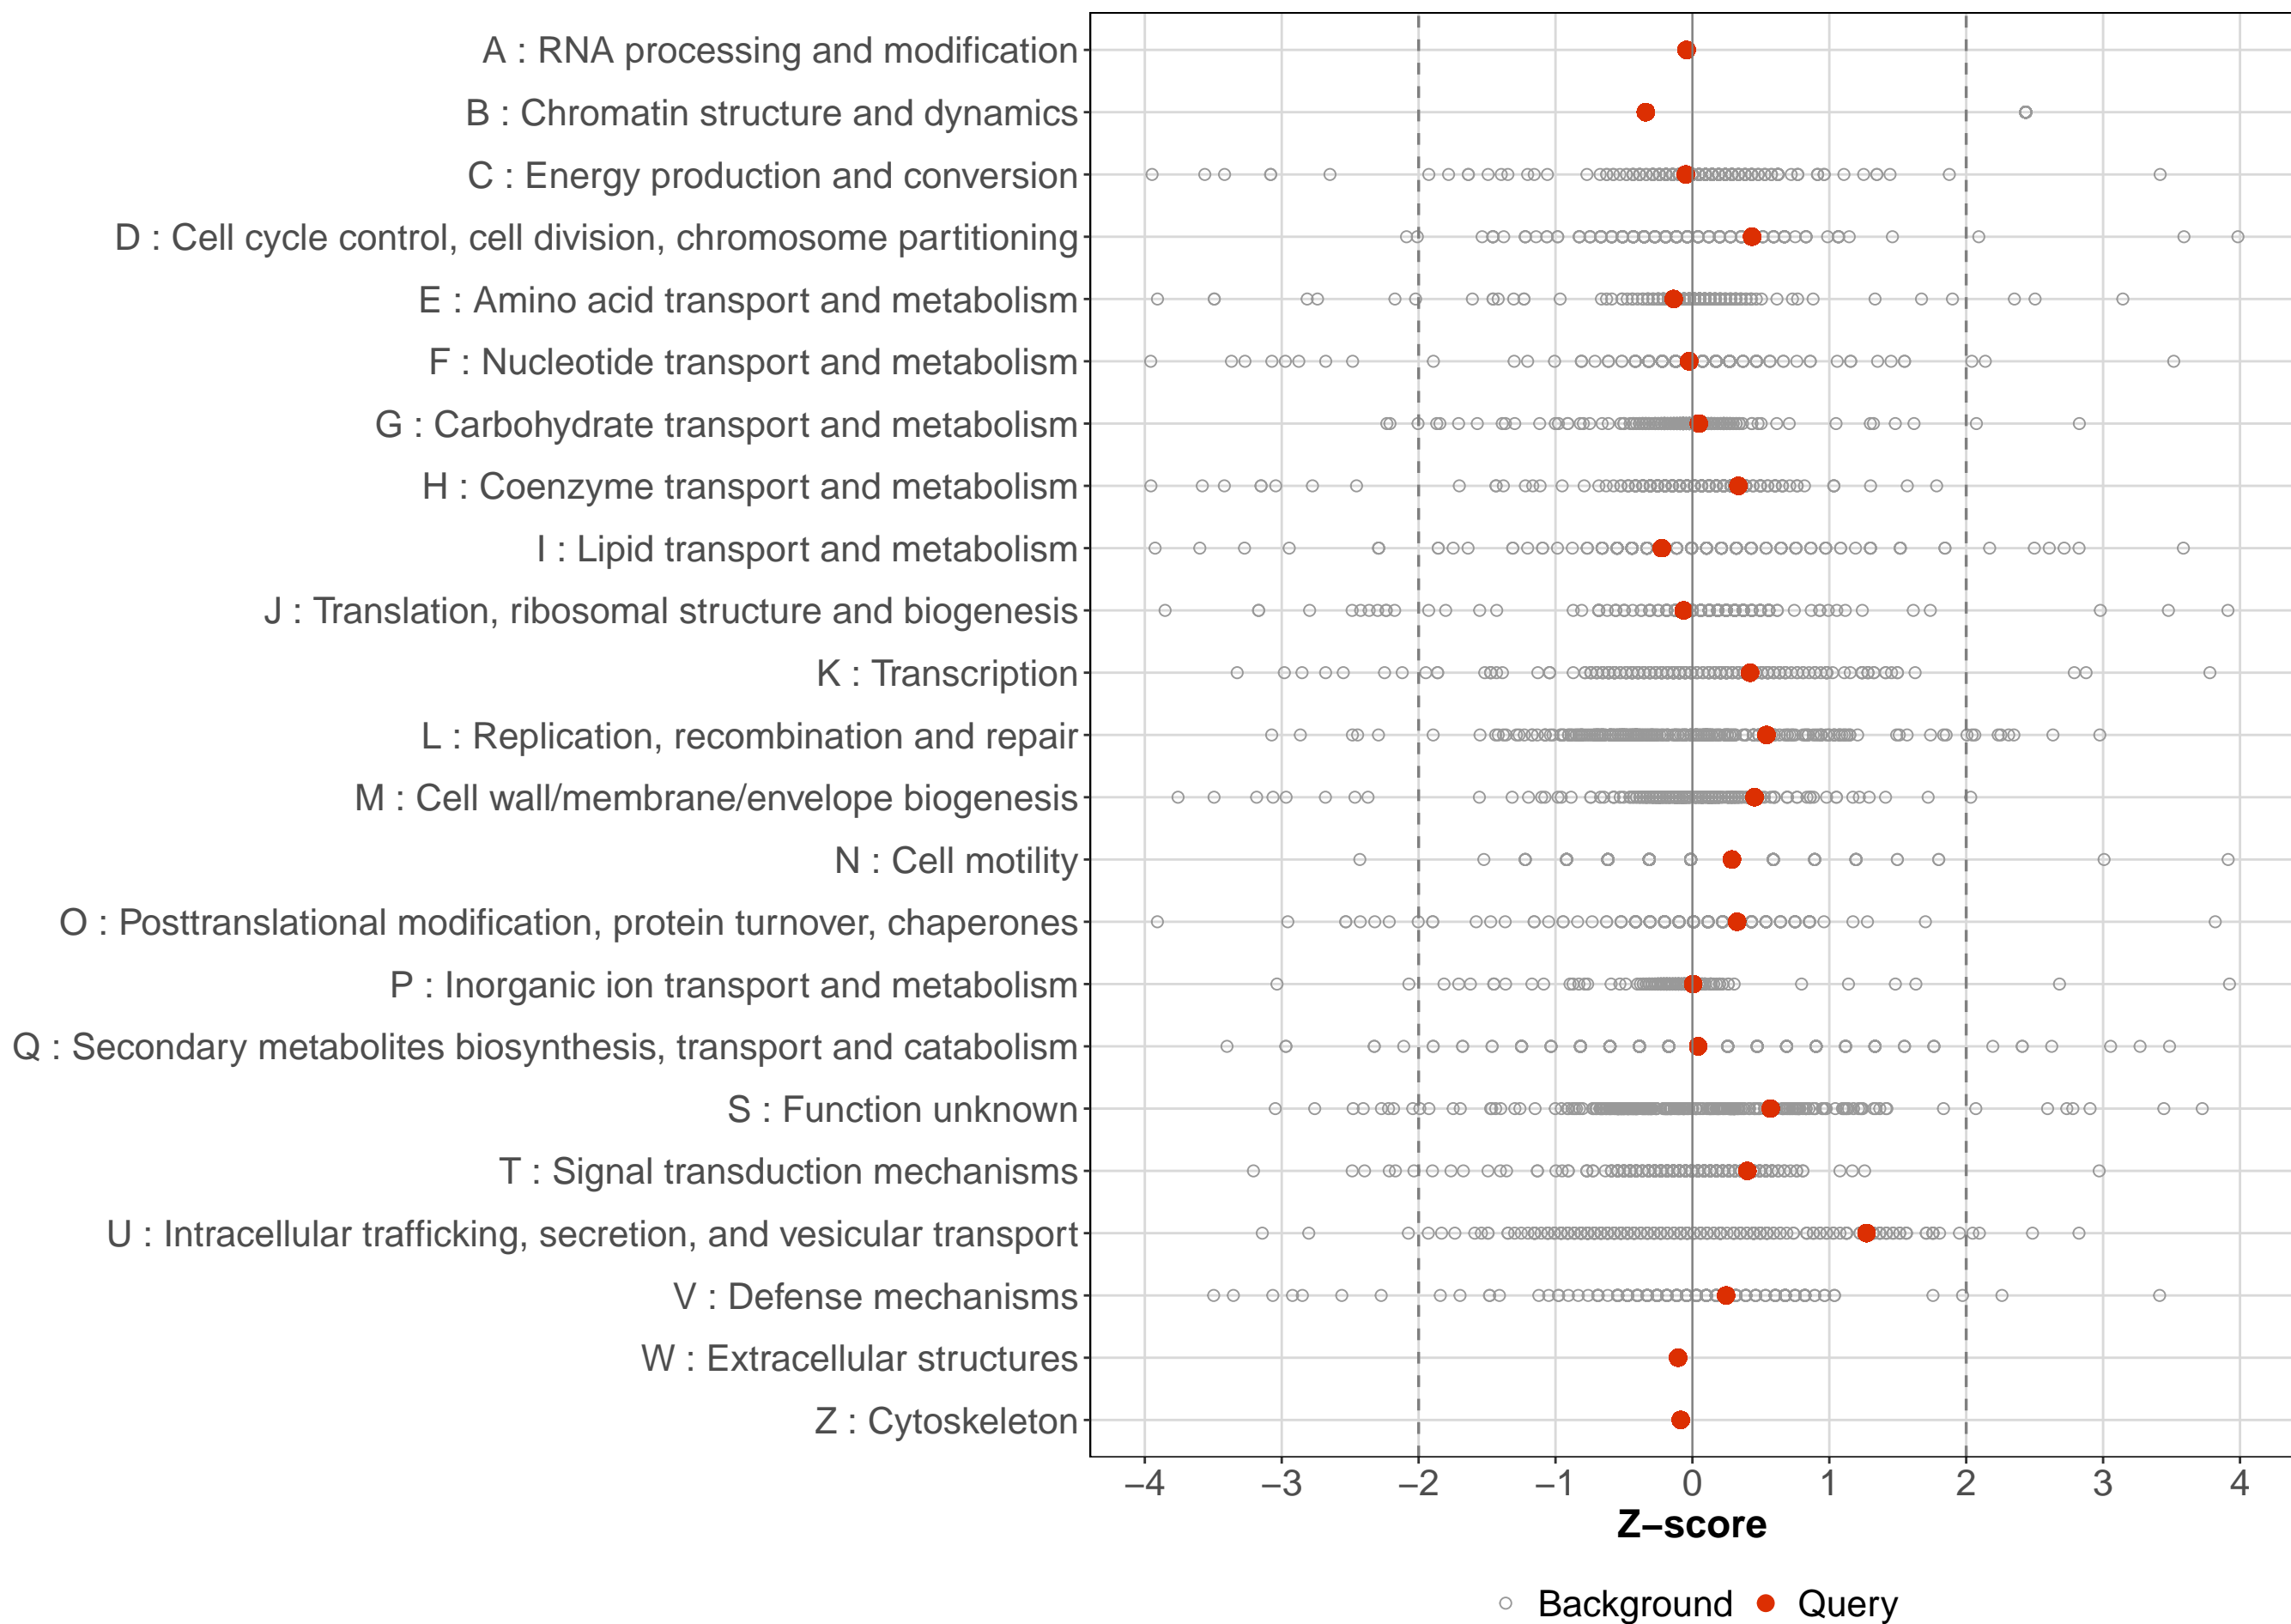 A : RNA processing and modification
B : Chromatin structure and dynamics
C : Energy production and conversion
D : Cell cycle control, cell division, chromosome partitioning
E : Amino acid transport and metabolism
F : Nucleotide transport and metabolism
G : Carbohydrate transport and metabolism
H : Coenzyme transport and metabolism
I : Lipid transport and metabolism
J : Translation, ribosomal structure and biogenesis
K : Transcription
L : Replication, recombination and repair
M : Cell wall/membrane/envelope biogenesis
N : Cell motility
O : Posttranslational modification, protein turnover, chaperones
P : Inorganic ion transport and metabolism
Q : Secondary metabolites biosynthesis, transport and catabolism
S : Function unknown
T : Signal transduction mechanisms
U : Intracellular trafficking, secretion, and vesicular transport
V : Defense mechanisms
W : Extracellular structures
Z : Cytoskeleton
−4 −3 −2 −1 0 1 2 3 4
Z−score
Background Query